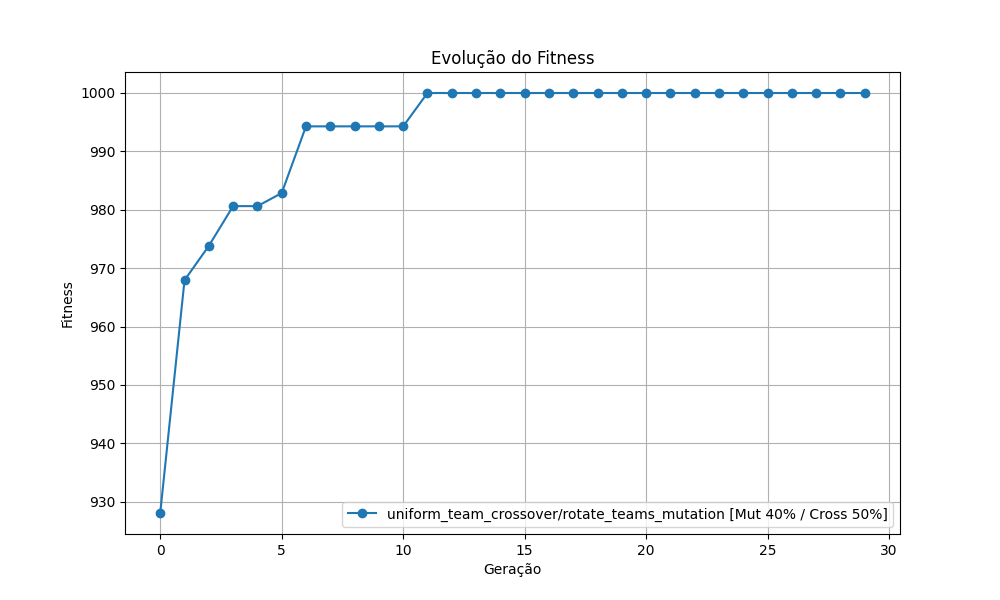 Evolução do Fitness
Fitness
1000
990
980
970
960
950
940
930
0 5 10 15 20 25 30
Geração
uniform_team_crossover/rotate_teams_mutation [Mut 40% / Cross 50%]